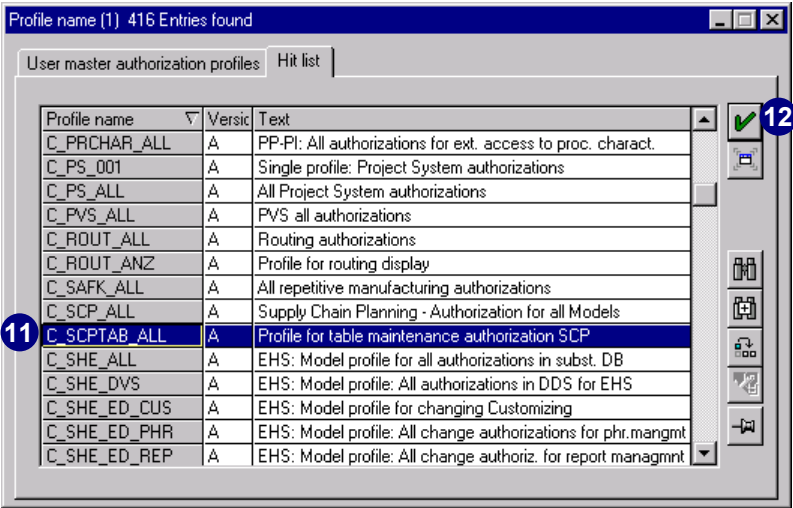 Profile name (1) 416 Entries found
User master authorization profiles Hit list
Profile name Versic Text
12
C_PRCHAR_ALL A PP-PI: All authorizations for ext. access to proc. charact.
C_PS_001 A Single profile: Project System authorizations
C_PS_ALL A All Project System authorizations
C_PVS_ALL A PVS all authorizations
C_ROUT_ALL A Routing authorizations
C_ROUT_ANZ A Profile for routing display
C_SAFK_ALL A All repetitive manufacturing authorizations
C_SCP_ALL A Supply Chain Planning - Authorization for all Models
11 C_SCPTAB_ALL A Profile for table maintenance authorization SCP
C_SHE_ALL A EHS: Model profile for all authorizations in subst. DB
C_SHE_DVS A EHS: Model profile: All authorizations in DDS for EHS
C_SHE_ED_CUS A EHS: Model profile for changing Customizing
C_SHE_ED_PHR A EHS: Model profile: All change authorizations for phr.mangmt
C_SHE_ED_REP A EHS: Model profile: All change authoriz. for report managmnt